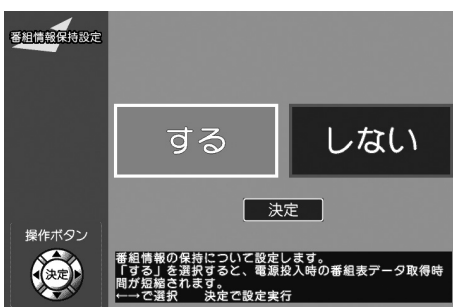 番組情報保持設定
する
しない
決定
操作ボタン
決定
番組情報の保持について設定します。
「する」を選択すると、電源投入時の番組表データ取得時
間が短縮されます。
←→で選択　決定で設定実行